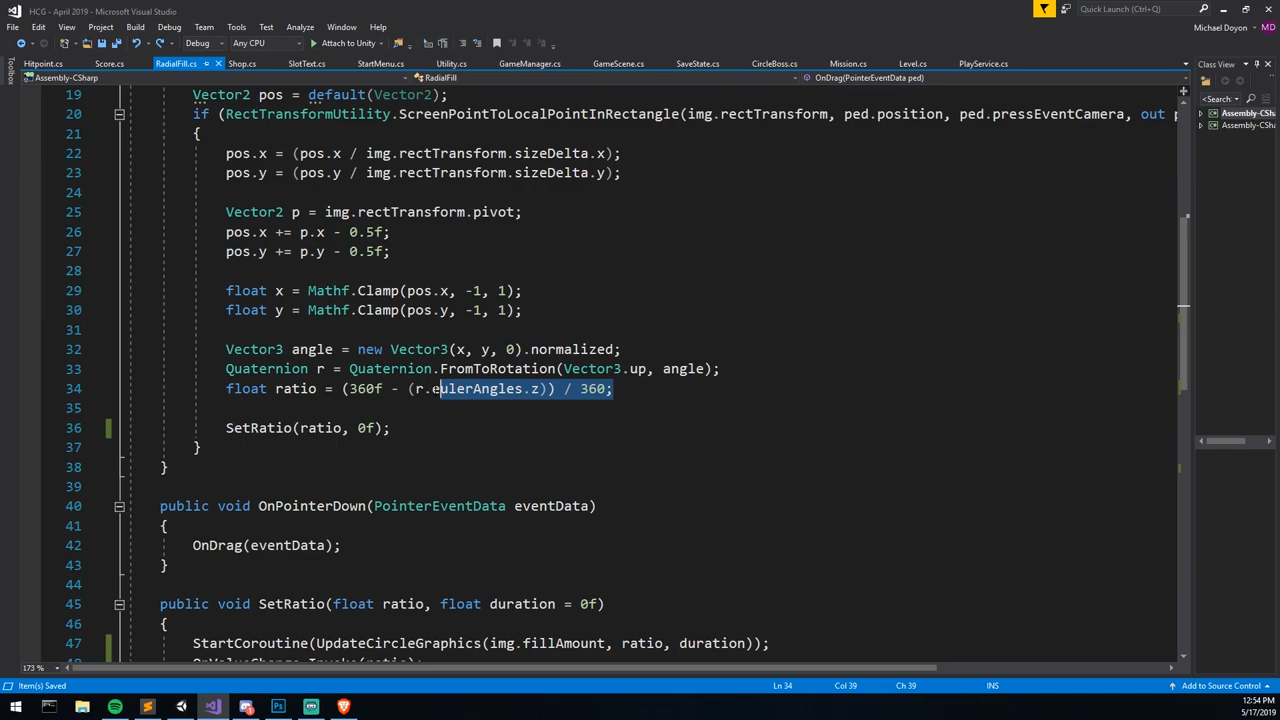 HCG - April 2019 - Microsoft Visual Studio
Quick Launch (Ctrl+Q)
File Edit View Project Build Debug Team Tools Architecture Test Analyze Window Help
Michael Doyon MD
Debug Any CPU Attach to Unity
Hitpoint.cs Score.cs RadialFill.cs Shop.cs SlotText.cs StartMenu.cs Utility.cs GameManager.cs GameScene.cs SaveState.cs CircleBoss.cs Mission.cs Level.cs PlayService.cs
Class View
Toolbox
Assembly-CSharp RadialFill OnDrag(PointerEventData ped)
<Search>
Assembly-CSha
Assembly-CSha
19 Vector2 pos = default(Vector2);
20 if (RectTransformUtility.ScreenPointToLocalPointInRectangle(img.rectTransform, ped.position, ped.pressEventCamera, out p
21 {
22 pos.x = (pos.x / img.rectTransform.sizeDelta.x);
23 pos.y = (pos.y / img.rectTransform.sizeDelta.y);
24
25 Vector2 p = img.rectTransform.pivot;
26 pos.x += p.x - 0.5f;
27 pos.y += p.y - 0.5f;
28
29 float x = Mathf.Clamp(pos.x, -1, 1);
30 float y = Mathf.Clamp(pos.y, -1, 1);
31
32 Vector3 angle = new Vector3(x, y, 0).normalized;
33 Quaternion r = Quaternion.FromToRotation(Vector3.up, angle);
34 float ratio = (360f - (r.eulerAngles.z)) / 360;
35
36 SetRatio(ratio, 0f);
37 }
38 }
39
40 public void OnPointerDown(PointerEventData eventData)
41 {
42 OnDrag(eventData);
43 }
44
45 public void SetRatio(float ratio, float duration = 0f)
46 {
47 StartCoroutine(UpdateCircleGraphics(img.fillAmount, ratio, duration));
173 %
Item(s) Saved Ln 34 Col 39 Ch 39 INS Add to Source Control
12:54 PM
5/17/2019